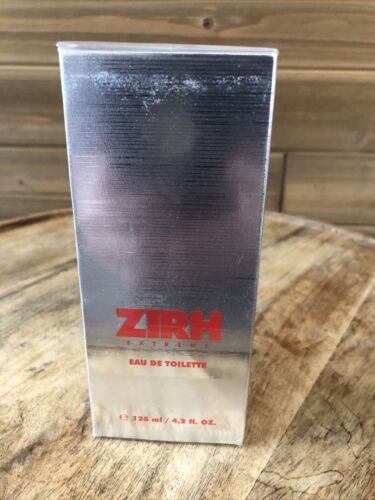 ZIRH
EXTREME
EAU DE TOILETTE
℮ 125 ml / 4.2 fl. OZ.